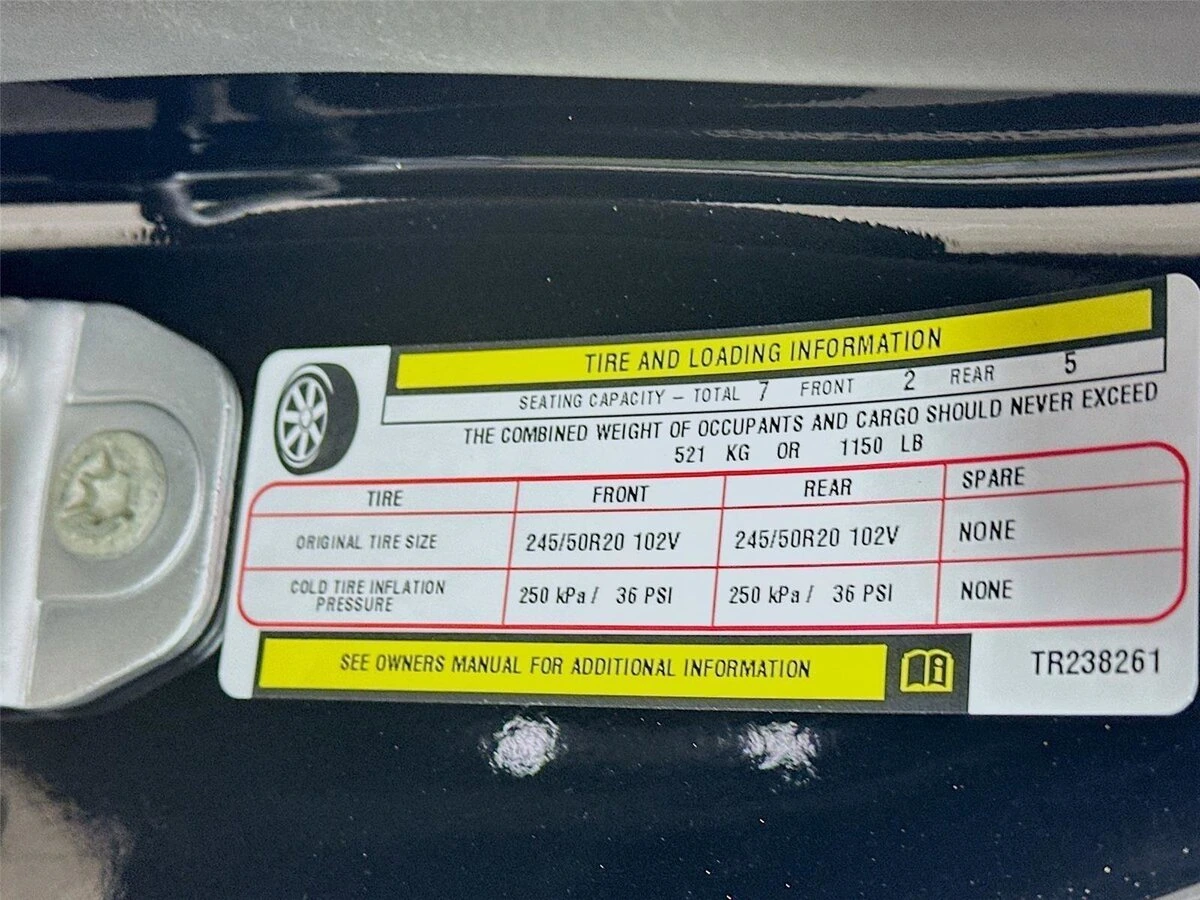 TIRE AND LOADING INFORMATION
SEATING CAPACITY – TOTAL 7 FRONT 2 REAR 5
THE COMBINED WEIGHT OF OCCUPANTS AND CARGO SHOULD NEVER EXCEED
521 KG OR 1150 LB
TIRE FRONT REAR SPARE
ORIGINAL TIRE SIZE 245/50R20 102V 245/50R20 102V NONE
COLD TIRE INFLATION
PRESSURE 250 kPa / 36 PSI 250 kPa / 36 PSI NONE
SEE OWNERS MANUAL FOR ADDITIONAL INFORMATION
TR238261